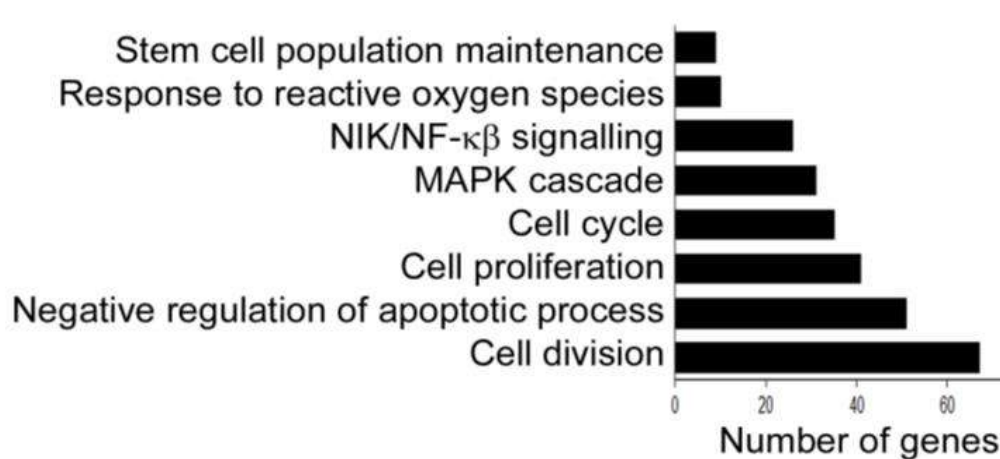 Stem cell population maintenance
Response to reactive oxygen species
NIK/NF-κβ signalling
MAPK cascade
Cell cycle
Cell proliferation
Negative regulation of apoptotic process
Cell division
0 20 40 60
Number of genes